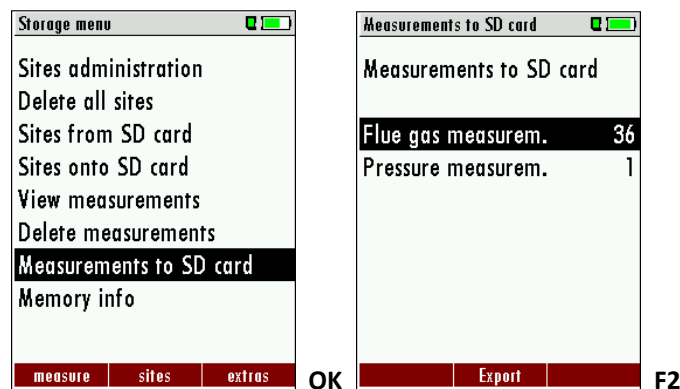 Storage menu
Sites administration
Delete all sites
Sites from SD card
Sites onto SD card
View measurements
Delete measurements
Measurements to SD card
Memory info
measure sites extras
OK
Measurements to SD card
Measurements to SD card
Flue gas measurem. 36
Pressure measurem. 1
Export
F2